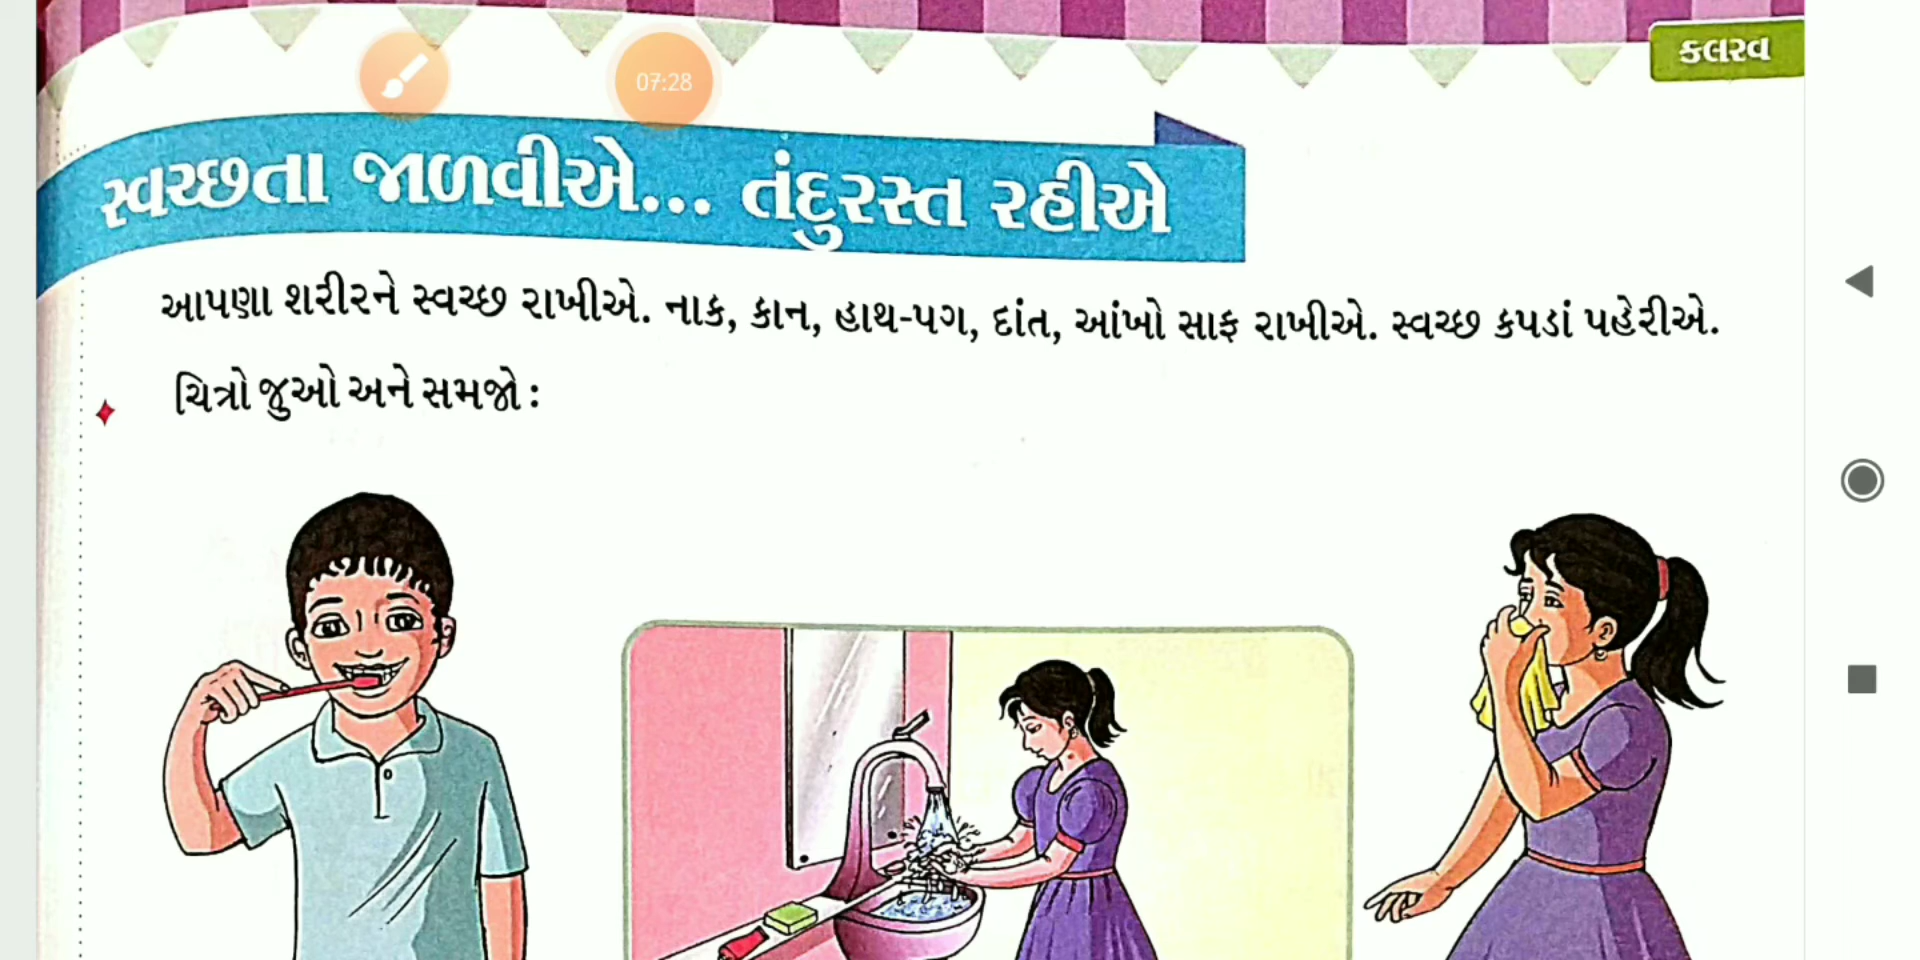 કલરવ
07:28
સ્વચ્છતા જાળવીએ... તંદુરસ્ત રહીએ
આપણા શરીરને સ્વચ્છ રાખીએ. નાક, કાન, હાથ-પગ, દાંત, આંખો સાફ રાખીએ. સ્વચ્છ કપડાં પહેરીએ.
ચિત્રો જુઓ અને સમજો :